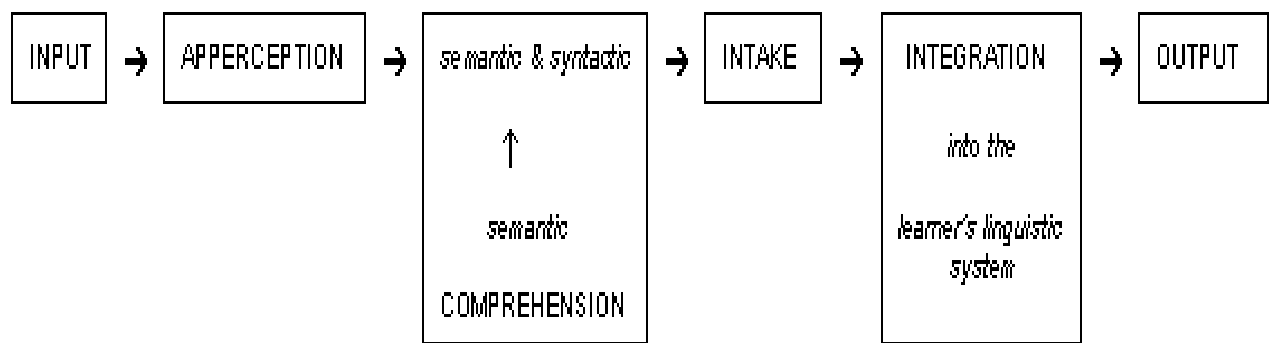 INPUT
APPERCEPTION
semantic & syntactic
semantic
COMPREHENSION
INTAKE
INTEGRATION
into the
learner's linguistic
system
OUTPUT